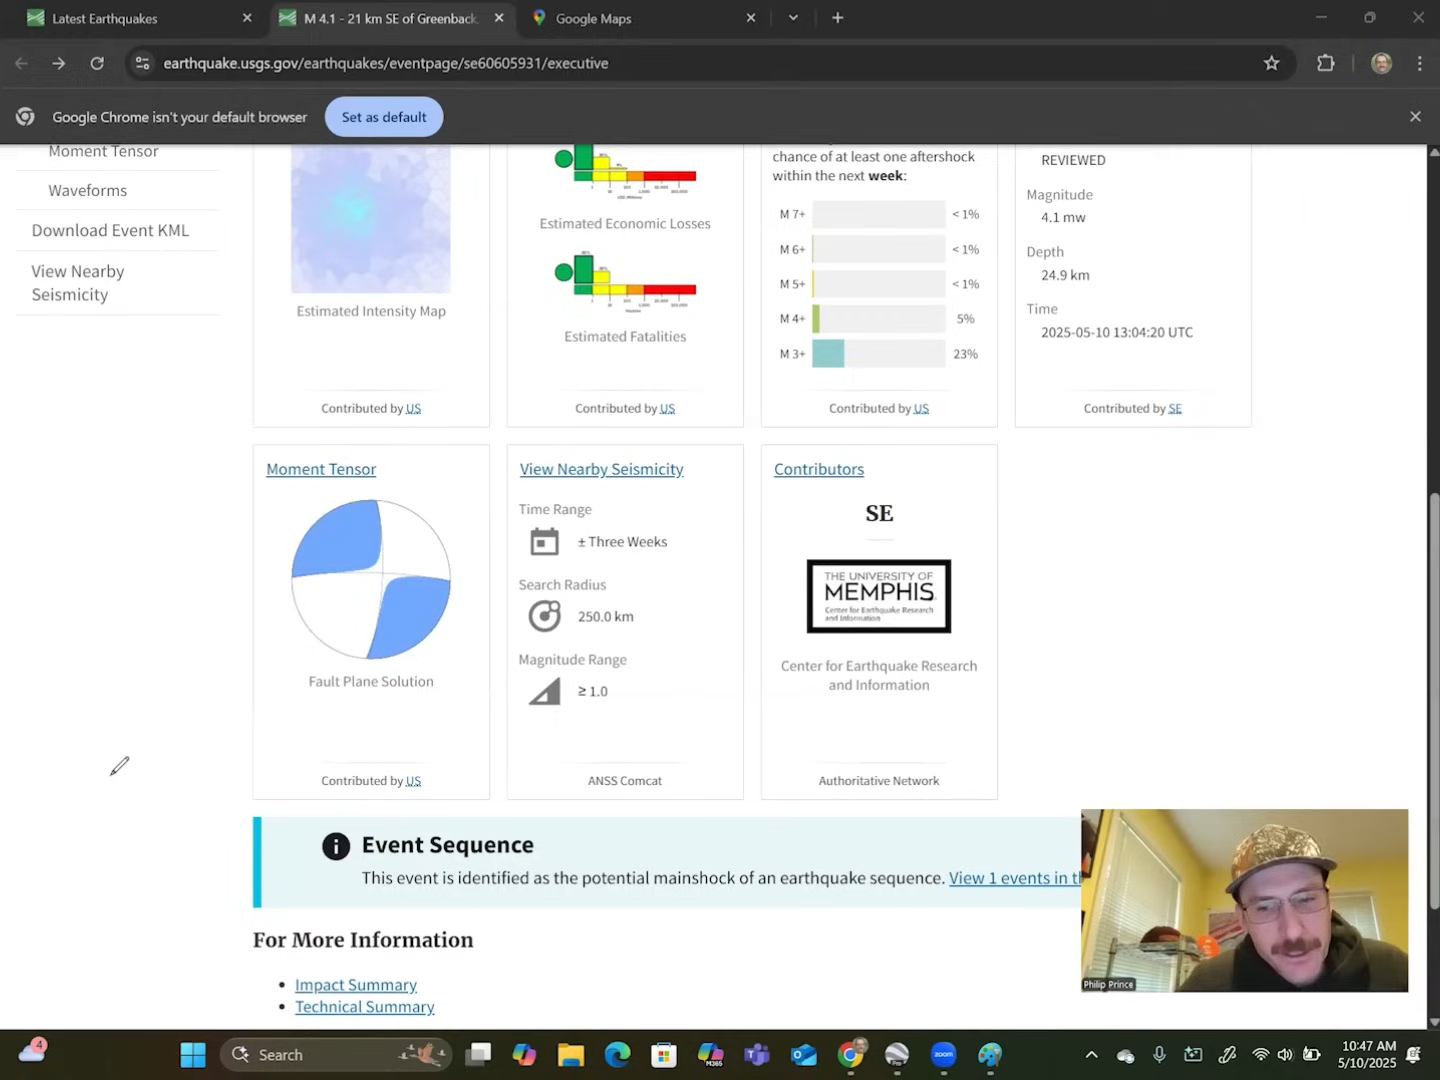 Latest Earthquakes
M 4.1 - 21 km SE of Greenback,
Google Maps
earthquake.usgs.gov/earthquakes/eventpage/se60605931/executive
Google Chrome isn't your default browser
Set as default
Moment Tensor
Waveforms
Download Event KML
View Nearby
Seismicity
Estimated Intensity Map
Contributed by US
Estimated Economic Losses
Estimated Fatalities
Contributed by US
chance of at least one aftershock
within the next week:
M 7+ < 1%
M 6+ < 1%
M 5+ < 1%
M 4+ 5%
M 3+ 23%
Contributed by US
REVIEWED
Magnitude
4.1 mw
Depth
24.9 km
Time
2025-05-10 13:04:20 UTC
Contributed by SE
Moment Tensor
Fault Plane Solution
Contributed by US
View Nearby Seismicity
Time Range
± Three Weeks
Search Radius
250.0 km
Magnitude Range
≥ 1.0
ANSS Comcat
Contributors
SE
THE UNIVERSITY OF
MEMPHIS.
Center for Earthquake Research
and Information
Center for Earthquake Research
and Information
Authoritative Network
i
Event Sequence
This event is identified as the potential mainshock of an earthquake sequence. View 1 events in th
For More Information
• Impact Summary
• Technical Summary
Philip Prince
4
Search
M365
zoom
10:47 AM
5/10/2025